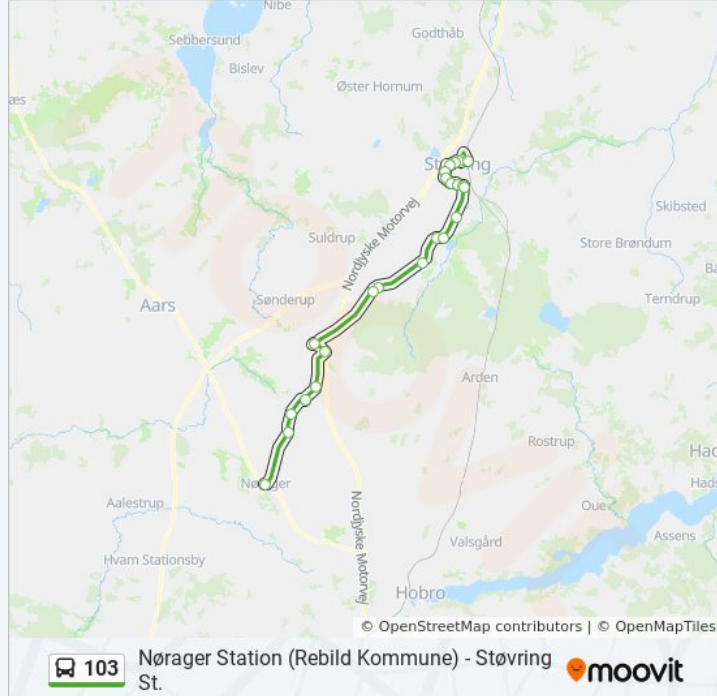 Nibe
Godthåb
Sebbersund
Bislev
Øster Hornum
Skibsted
Suldrup
Nordjyske Motorvej
Store Brøndum
Sønderup
Aars
Terndrup
Arden
Rostrup
Nørager
Aalestrup
Nordjyske Motorvej
Oue
Valsgård
Assens
Hvam Stationsby
Hobro
© OpenStreetMap contributors | © OpenMapTiles
103
Nørager Station (Rebild Kommune) - Støvring
St.
moovit